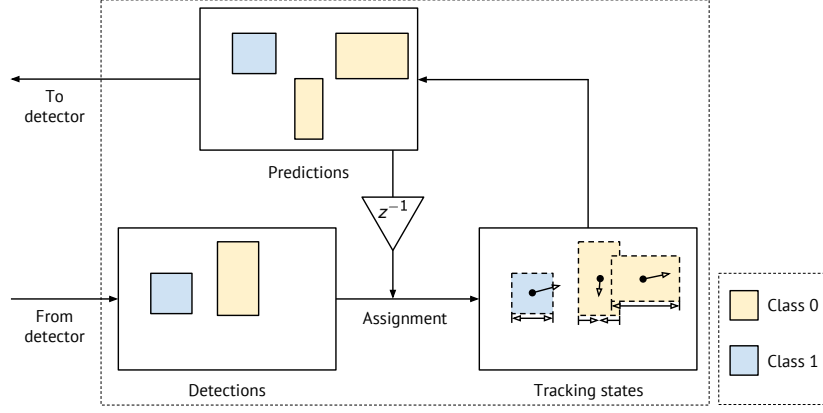 To
detector
Predictions
z⁻¹
From
detector
Assignment
Detections
Tracking states
Class 0
Class 1